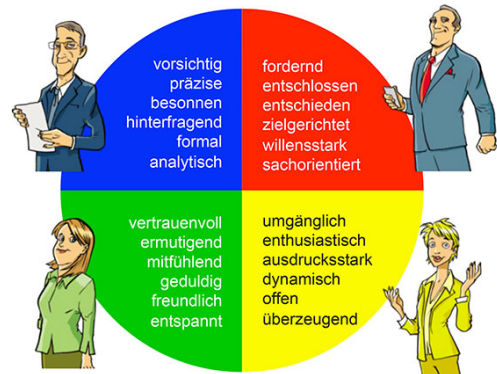 vorsichtig
präzise
besonnen
hinterfragend
formal
analytisch
fordernd
entschlossen
entschieden
zielgerichtet
willensstark
sachorientiert
vertrauenvoll
ermutigend
mitfühlend
geduldig
freundlich
entspannt
umgänglich
enthusiastisch
ausdrucksstark
dynamisch
offen
überzeugend